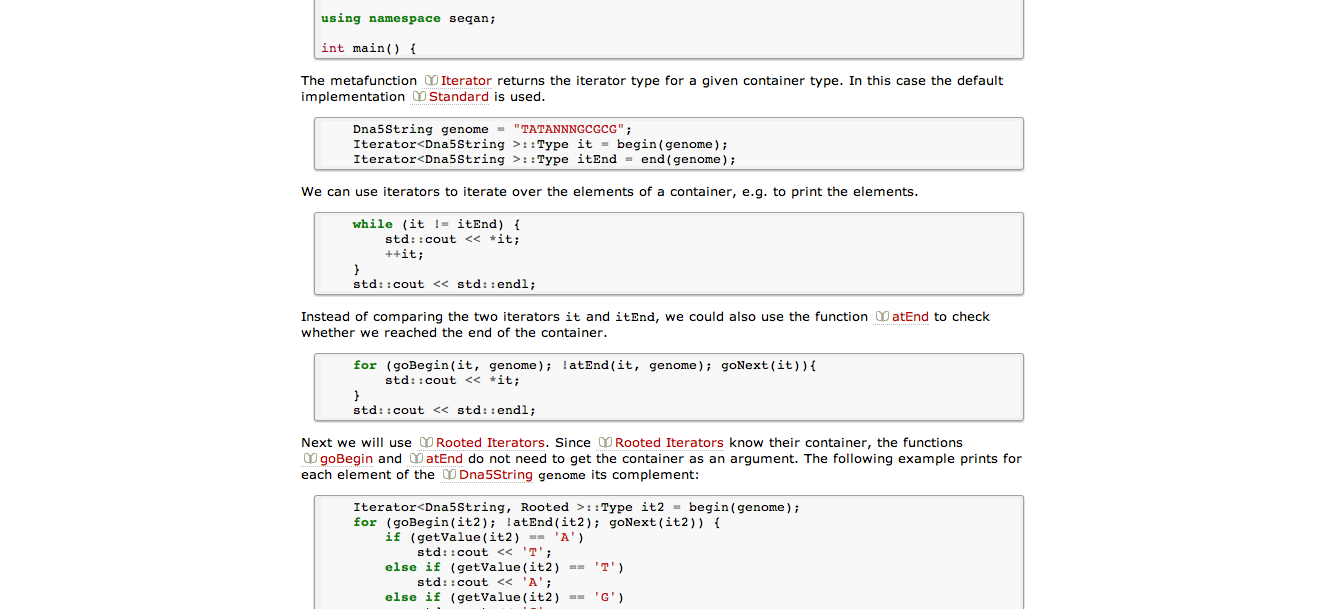 using namespace seqan;
int main() {
The metafunction Iterator returns the iterator type for a given container type. In this case the default
implementation Standard is used.
Dna5String genome = "TATANNNGCGCG";
Iterator<Dna5String >::Type it = begin(genome);
Iterator<Dna5String >::Type itEnd = end(genome);
We can use iterators to iterate over the elements of a container, e.g. to print the elements.
while (it != itEnd) {
std::cout << *it;
++it;
}
std::cout << std::endl;
Instead of comparing the two iterators it and itEnd, we could also use the function atEnd to check
whether we reached the end of the container.
for (goBegin(it, genome); !atEnd(it, genome); goNext(it)){
std::cout << *it;
}
std::cout << std::endl;
Next we will use Rooted Iterators. Since Rooted Iterators know their container, the functions
goBegin and atEnd do not need to get the container as an argument. The following example prints for
each element of the Dna5String genome its complement:
Iterator<Dna5String, Rooted >::Type it2 = begin(genome);
for (goBegin(it2); !atEnd(it2); goNext(it2)) {
if (getValue(it2) == 'A')
std::cout << 'T';
else if (getValue(it2) == 'T')
std::cout << 'A';
else if (getValue(it2) == 'G')